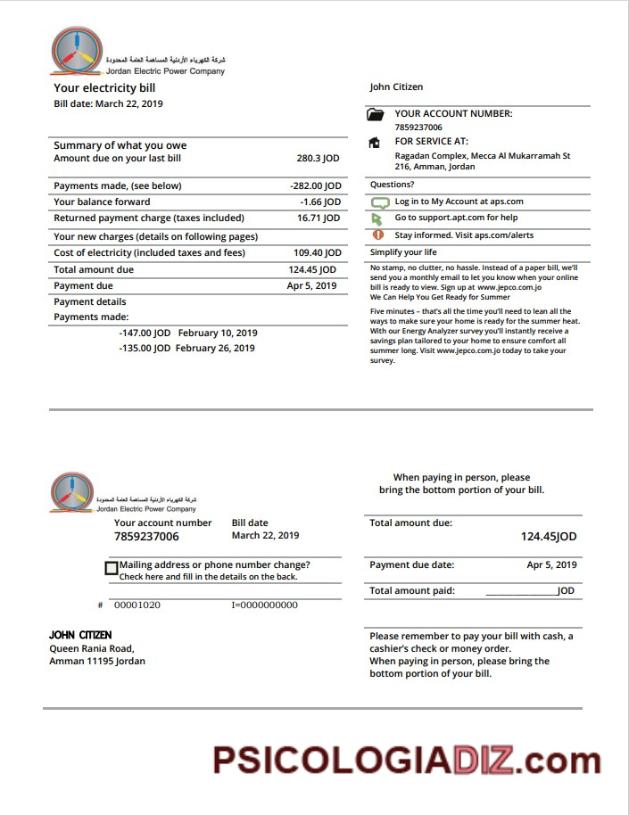 شركة الكهرباء الأردنية المساهمة العامة المحدودة
Jordan Electric Power Company
Your electricity bill
Bill date: March 22, 2019
Summary of what you owe
Amount due on your last bill 280.3 JOD
Payments made, (see below) -282.00 JOD
Your balance forward -1.66 JOD
Returned payment charge (taxes included) 16.71 JOD
Your new charges (details on following pages)
Cost of electricity (included taxes and fees) 109.40 JOD
Total amount due 124.45 JOD
Payment due Apr 5, 2019
Payment details
Payments made:
-147.00 JOD February 10, 2019
-135.00 JOD February 26, 2019
John Citizen
YOUR ACCOUNT NUMBER:
7859237006
FOR SERVICE AT:
Ragadan Complex, Mecca Al Mukarramah St
216, Amman, Jordan
Questions?
Log in to My Account at aps.com
Go to support.apt.com for help
Stay informed. Visit aps.com/alerts
Simplify your life
No stamp, no clutter, no hassle. Instead of a paper bill, we'll
send you a monthly email to let you know when your online
bill is ready to view. Sign up at www.jepco.com.jo
We Can Help You Get Ready for Summer
Five minutes – that's all the time you'll need to lean all the
ways to make sure your home is ready for the summer heat.
With our Energy Analyzer survey you'll instantly receive a
savings plan tailored to your home to ensure comfort all
summer long. Visit www.jepco.com.jo today to take your
survey.
شركة الكهرباء الأردنية المساهمة العامة المحدودة
Jordan Electric Power Company
Your account number Bill date
7859237006 March 22, 2019
Mailing address or phone number change?
Check here and fill in the details on the back.
# 00001020 I=0000000000
JOHN CITIZEN
Queen Rania Road,
Amman 11195 Jordan
When paying in person, please
bring the bottom portion of your bill.
Total amount due:
124.45JOD
Payment due date: Apr 5, 2019
Total amount paid: ________________JOD
Please remember to pay your bill with cash, a
cashier's check or money order.
When paying in person, please bring the
bottom portion of your bill.
PSICOLOGIADIZ.com